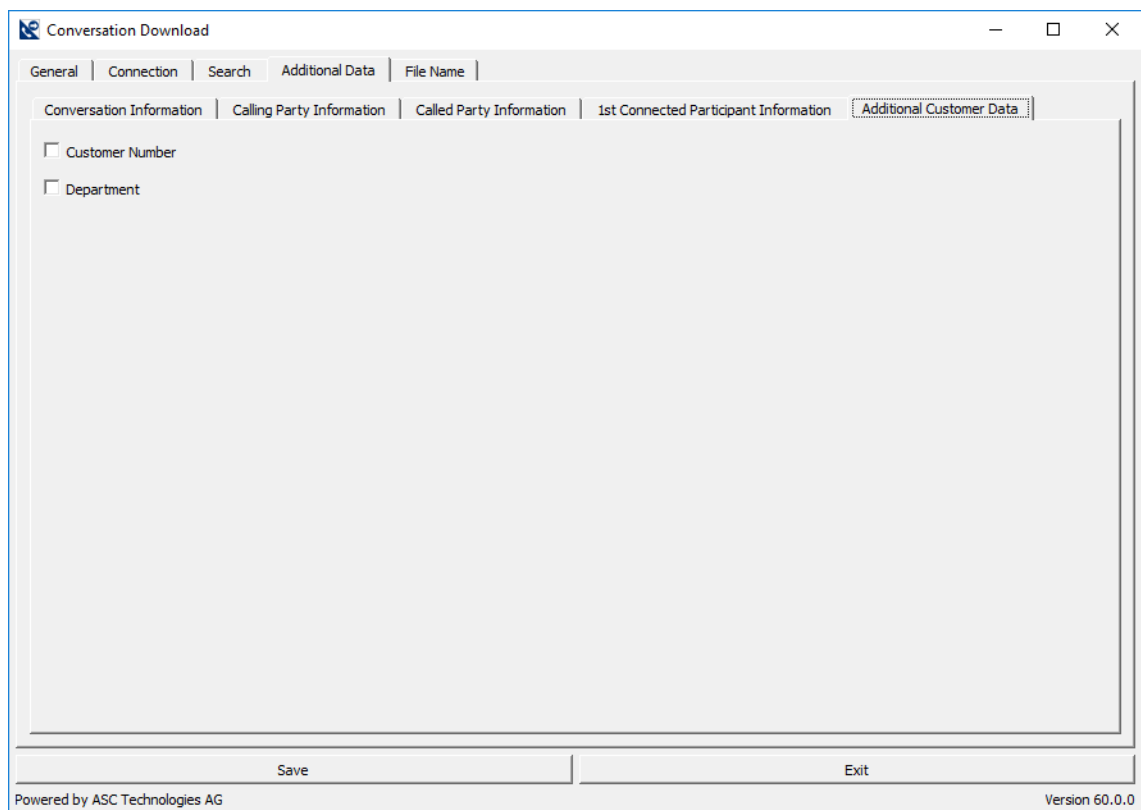 Conversation Download
General Connection Search Additional Data File Name
Conversation Information Calling Party Information Called Party Information 1st Connected Participant Information Additional Customer Data
Customer Number
Department
Save Exit
Powered by ASC Technologies AG Version 60.0.0